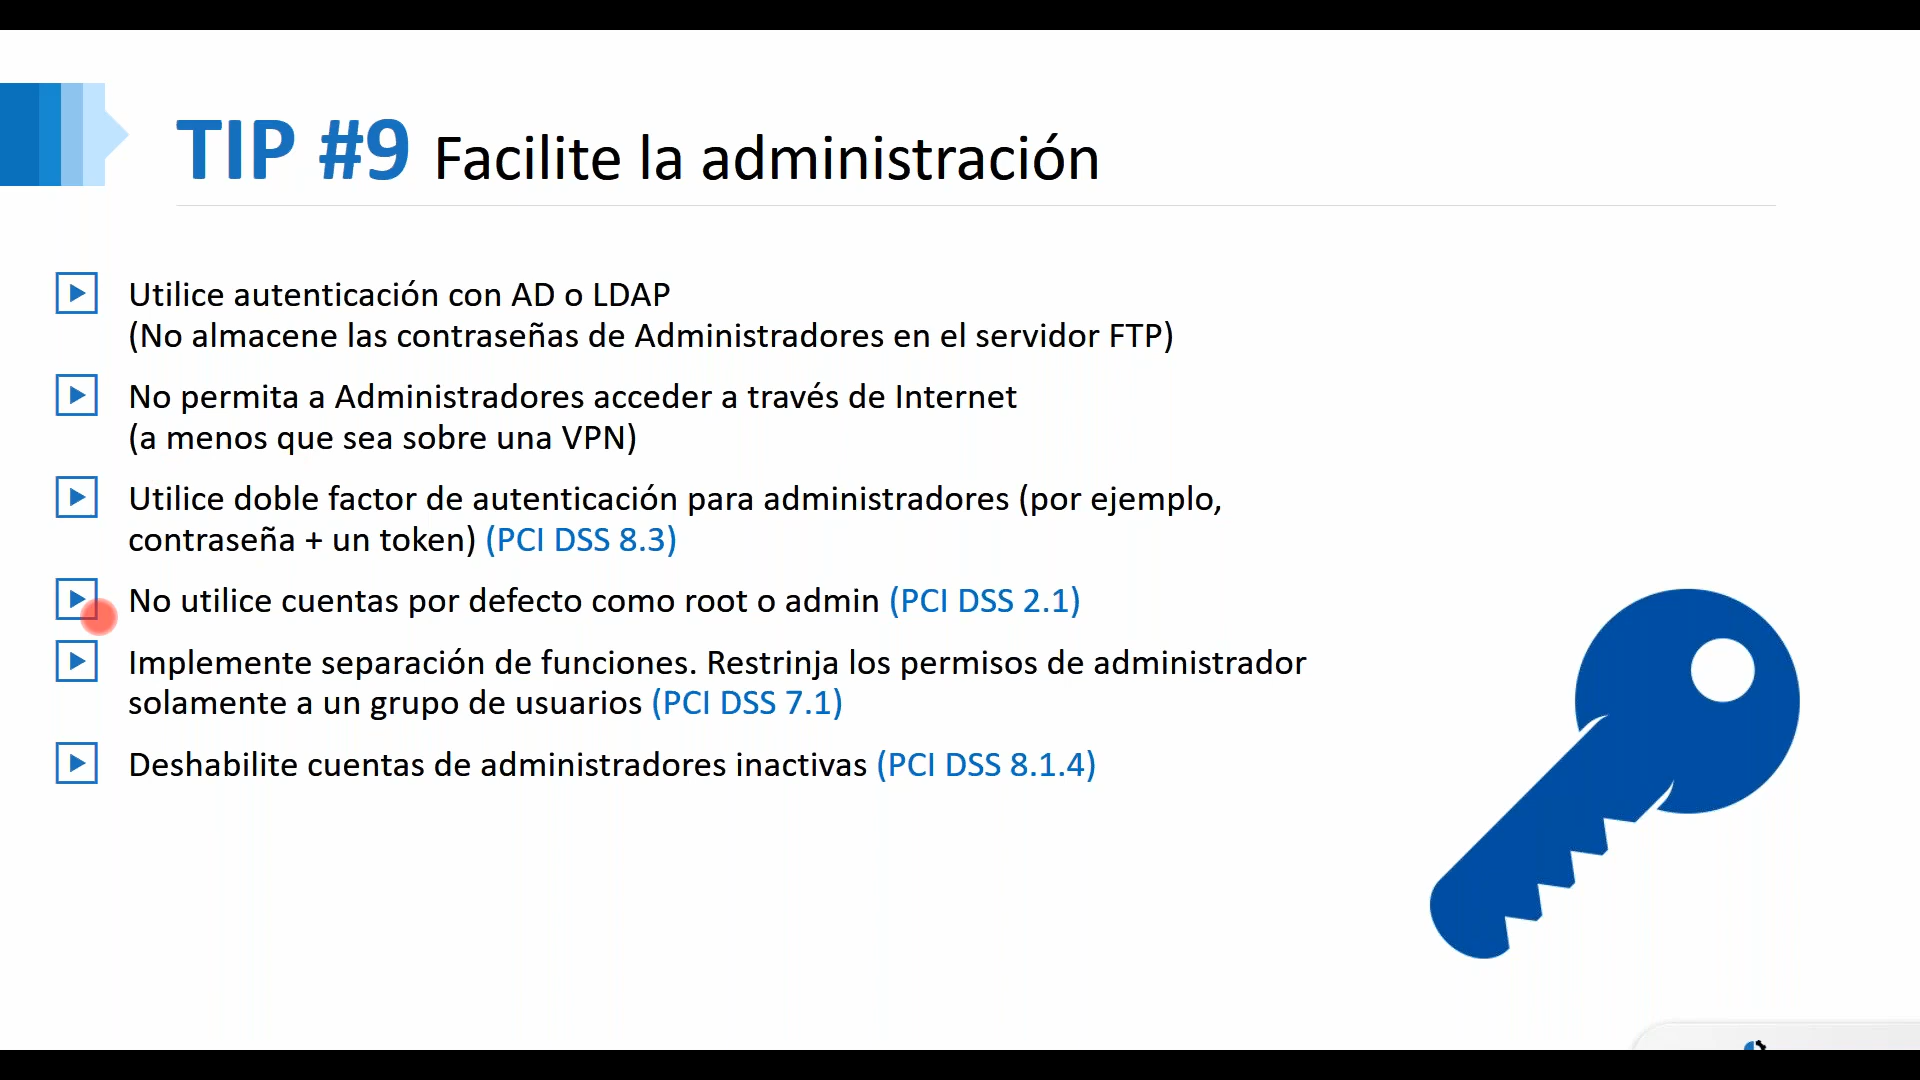 TIP #9 Facilite la administración
Utilice autenticación con AD o LDAP
(No almacene las contraseñas de Administradores en el servidor FTP)
No permita a Administradores acceder a través de Internet
(a menos que sea sobre una VPN)
Utilice doble factor de autenticación para administradores (por ejemplo,
contraseña + un token) (PCI DSS 8.3)
No utilice cuentas por defecto como root o admin (PCI DSS 2.1)
Implemente separación de funciones. Restrinja los permisos de administrador
solamente a un grupo de usuarios (PCI DSS 7.1)
Deshabilite cuentas de administradores inactivas (PCI DSS 8.1.4)